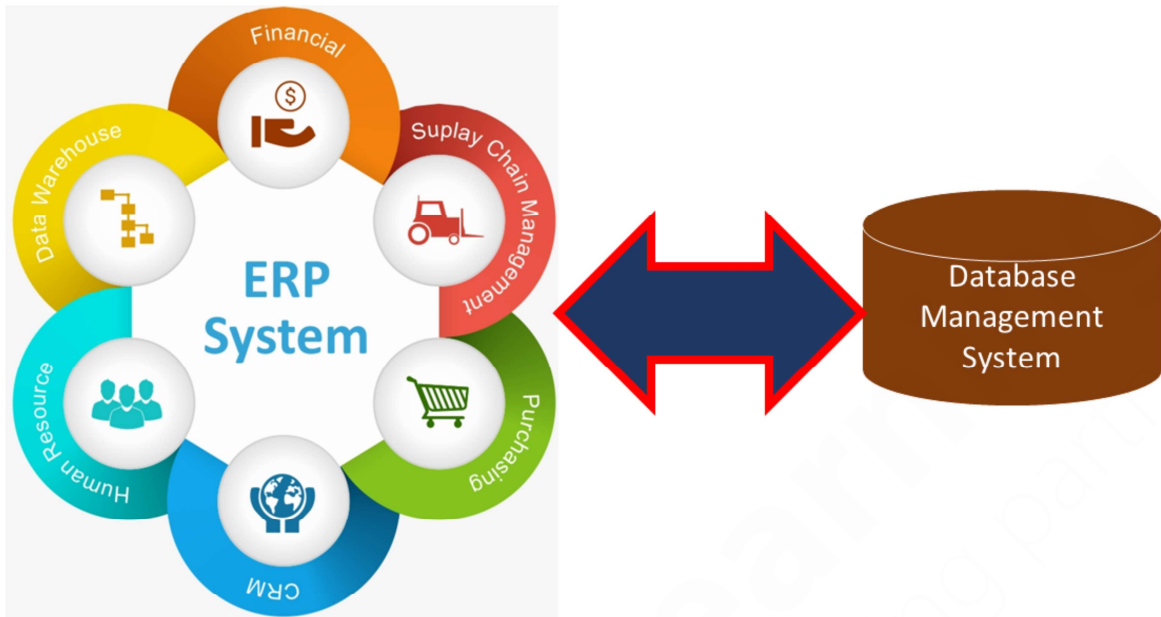 Financial
Suplay Chain Management
Purchasing
CRM
Human Resource
Data Warehouse
ERP
System
Database
Management
System